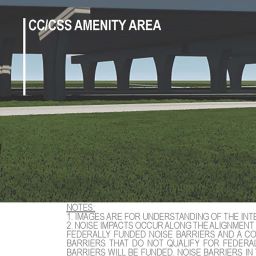 CC/CSS AMENITY AREA
NOTES:
1. IMAGES ARE FOR UNDERSTANDING OF THE INTE
2. NOISE IMPACTS OCCUR ALONG THE ALIGNMENT
FEDERALLY FUNDED NOISE BARRIERS AND A CO
BARRIERS THAT DO NOT QUALIFY FOR FEDERAL
BARRIERS WILL BE FUNDED. NOISE BARRIERS IN